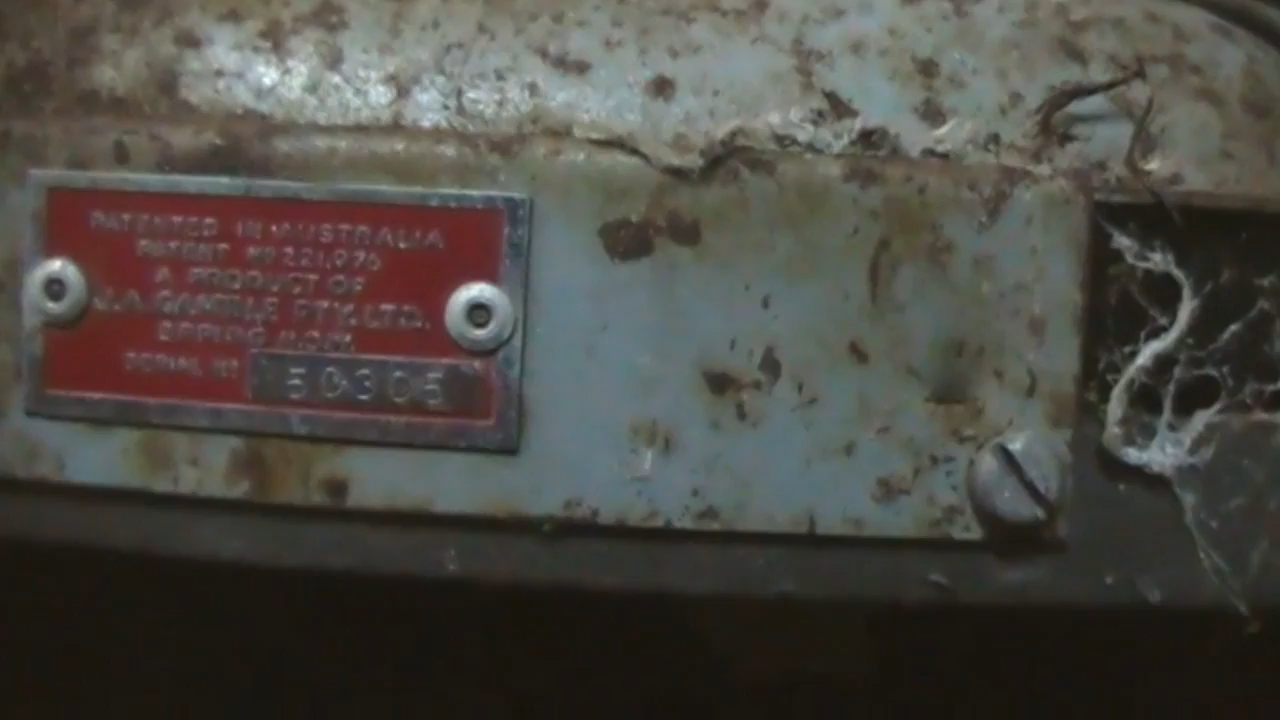 PATENTED IN AUSTRALIA
PATENT Nº 221,976
A PRODUCT OF
PTY. LTD.
EPPING N.S.W.
SERIAL Nº 50305